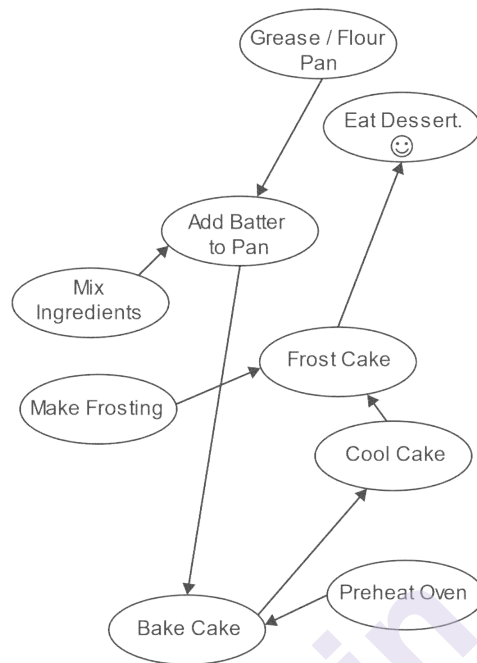 Grease / Flour
Pan
Eat Dessert.
Add Batter
to Pan
Mix
Ingredients
Frost Cake
Make Frosting
Cool Cake
Preheat Oven
Bake Cake
in